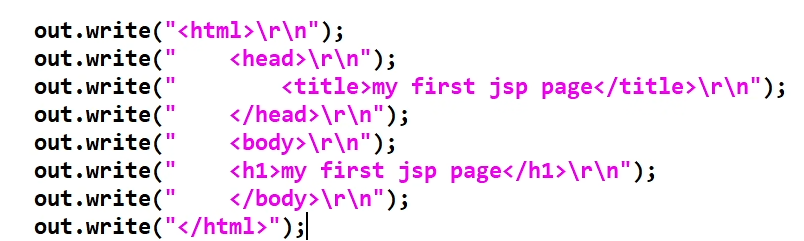 out.write("<html>\r\n");
out.write("    <head>\r\n");
out.write("        <title>my first jsp page</title>\r\n");
out.write("    </head>\r\n");
out.write("    <body>\r\n");
out.write("    <h1>my first jsp page</h1>\r\n");
out.write("    </body>\r\n");
out.write("</html>");